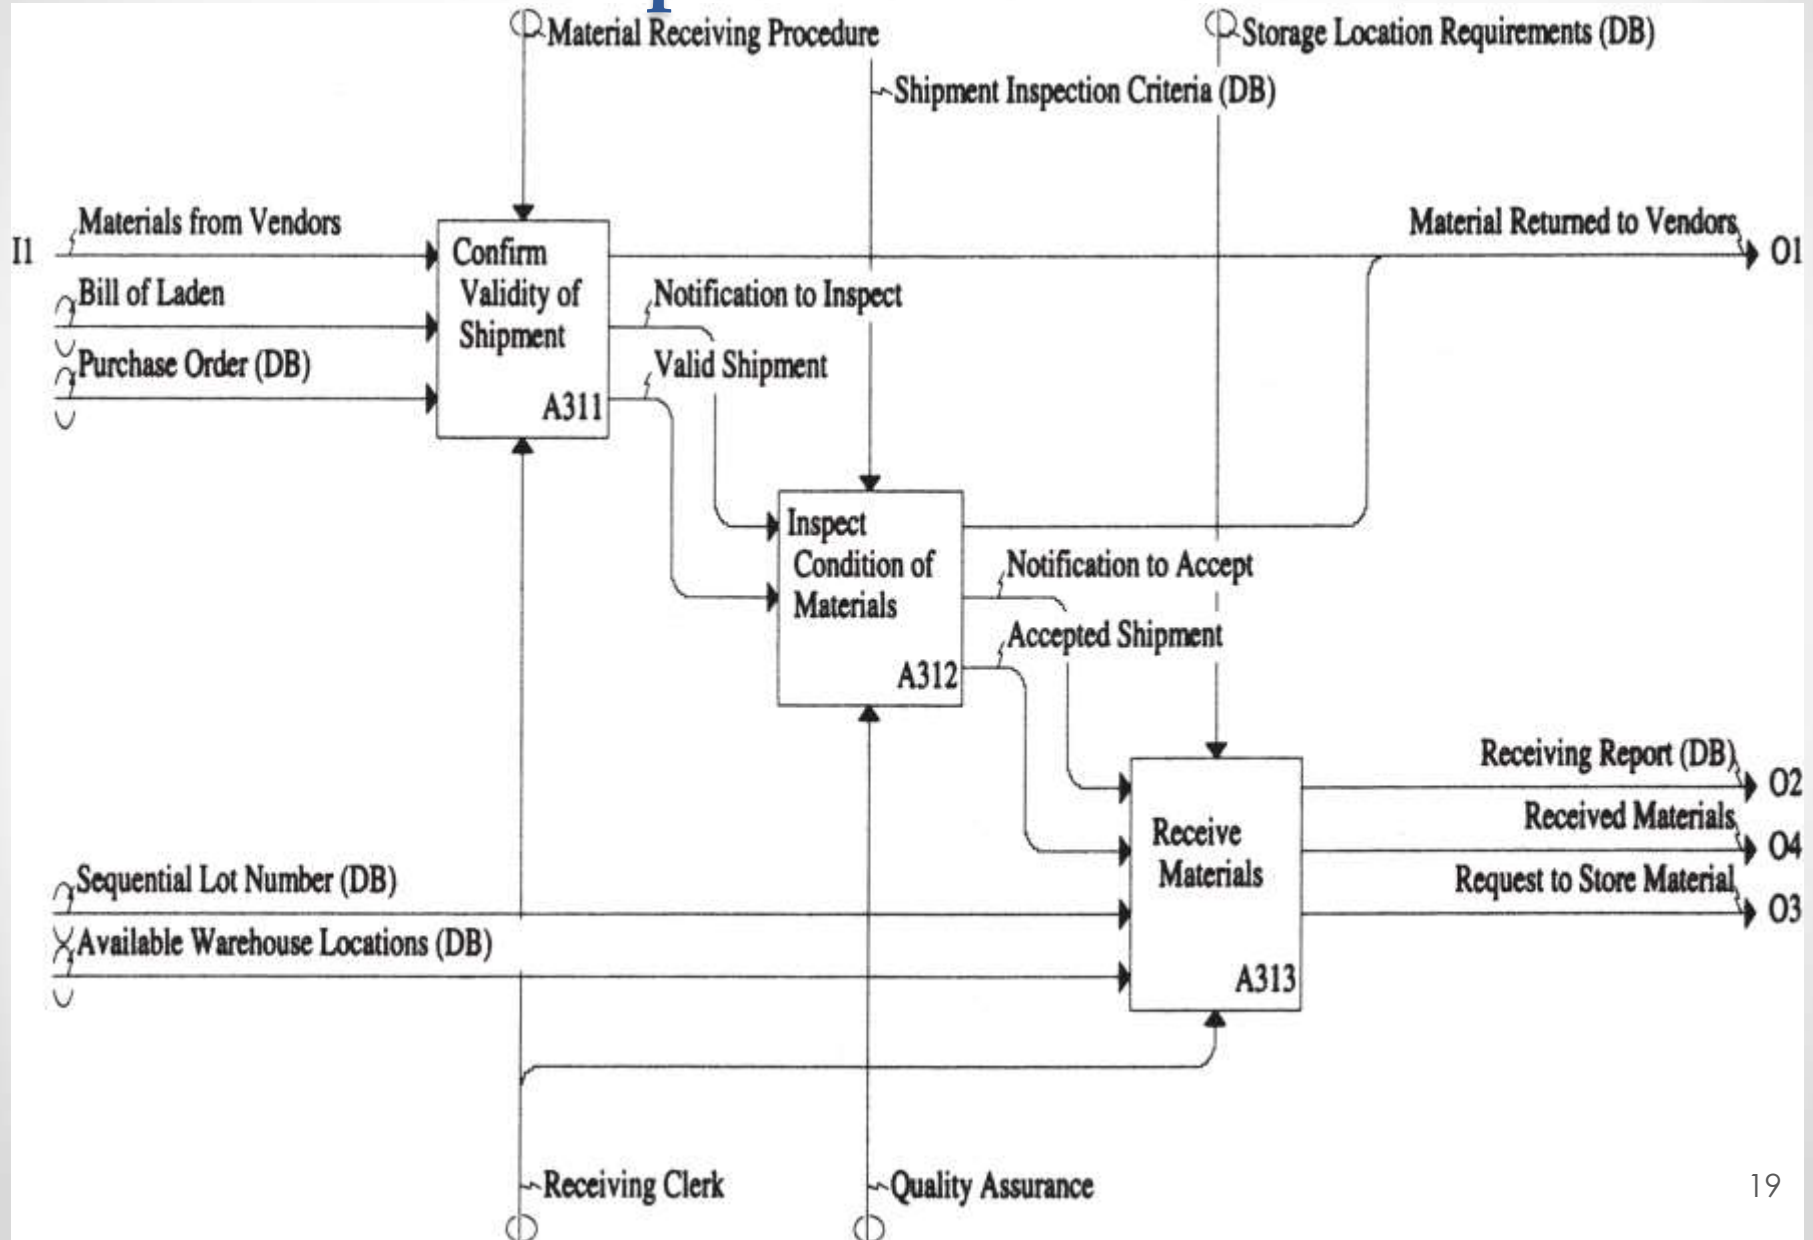 p
Material Receiving Procedure
Storage Location Requirements (DB)
Shipment Inspection Criteria (DB)
Materials from Vendors
I1
Bill of Laden
Purchase Order (DB)
Confirm
Validity of
Shipment
A311
Notification to Inspect
Valid Shipment
Material Returned to Vendors
O1
Inspect
Condition of
Materials
A312
Notification to Accept
Accepted Shipment
Receive
Materials
A313
Receiving Report (DB)
O2
Received Materials
O4
Request to Store Material
O3
Sequential Lot Number (DB)
Available Warehouse Locations (DB)
Receiving Clerk
Quality Assurance
19